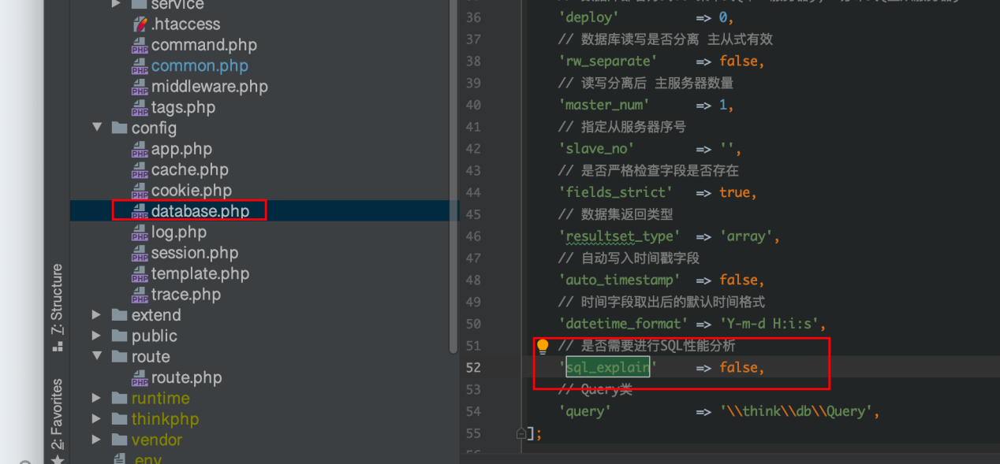 service
.htaccess
command.php
common.php
middleware.php
tags.php
config
app.php
cache.php
cookie.php
database.php
log.php
session.php
template.php
trace.php
extend
public
route
route.php
runtime
thinkphp
vendor
.env
Z: Structure
2: Favorites
36 'deploy' => 0,
37 // 数据库读写是否分离 主从式有效
38 'rw_separate' => false,
39 // 读写分离后 主服务器数量
40 'master_num' => 1,
41 // 指定从服务器序号
42 'slave_no' => '',
43 // 是否严格检查字段是否存在
44 'fields_strict' => true,
45 // 数据集返回类型
46 'resultset_type' => 'array',
47 // 自动写入时间戳字段
48 'auto_timestamp' => false,
49 // 时间字段取出后的默认时间格式
50 'datetime_format' => 'Y-m-d H:i:s',
51 // 是否需要进行SQL性能分析
52 'sql_explain' => false,
53 // Query类
54 'query' => '\\think\\db\\Query',
55 ];